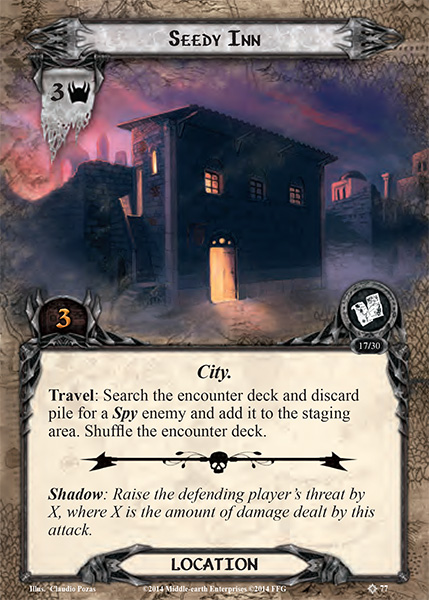 SEEDY INN
3
3
17/30
City.
Travel: Search the encounter deck and discard
pile for a Spy enemy and add it to the staging
area. Shuffle the encounter deck.
Shadow: Raise the defending player's threat by
X, where X is the amount of damage dealt by this
attack.
LOCATION
Illus. Claudio Pozas ©2014 Middle-earth Enterprises ©2014 FFG 77